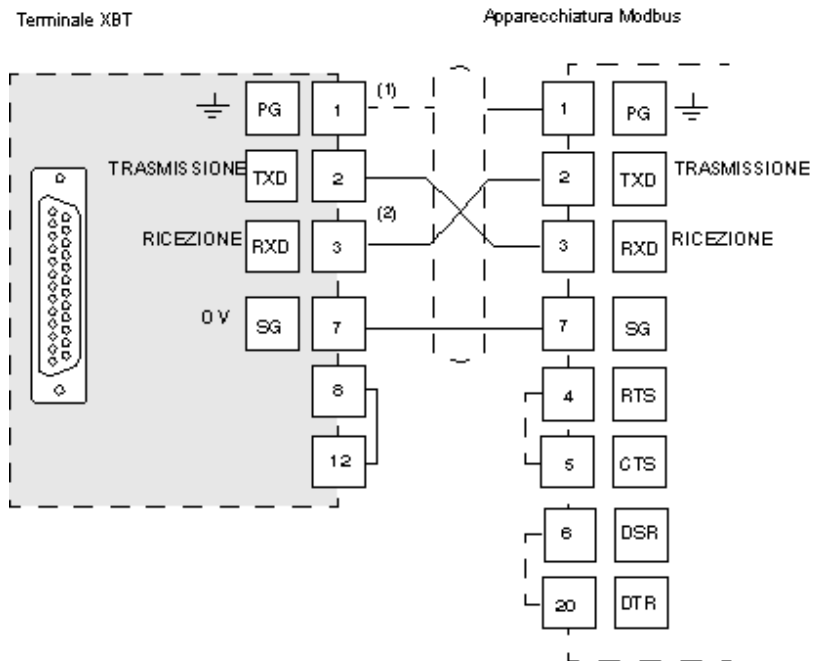 Terminale XBT
Apparecchiatura Modbus
PG 1 (1) 1 PG
TRASMISSIONE TXD 2 2 TXD TRASMISSIONE
(2)
RICEZIONE RXD 3 3 RXD RICEZIONE
0 V SG 7 7 SG
8 4 RTS
12 5 CTS
6 DSR
20 DTR